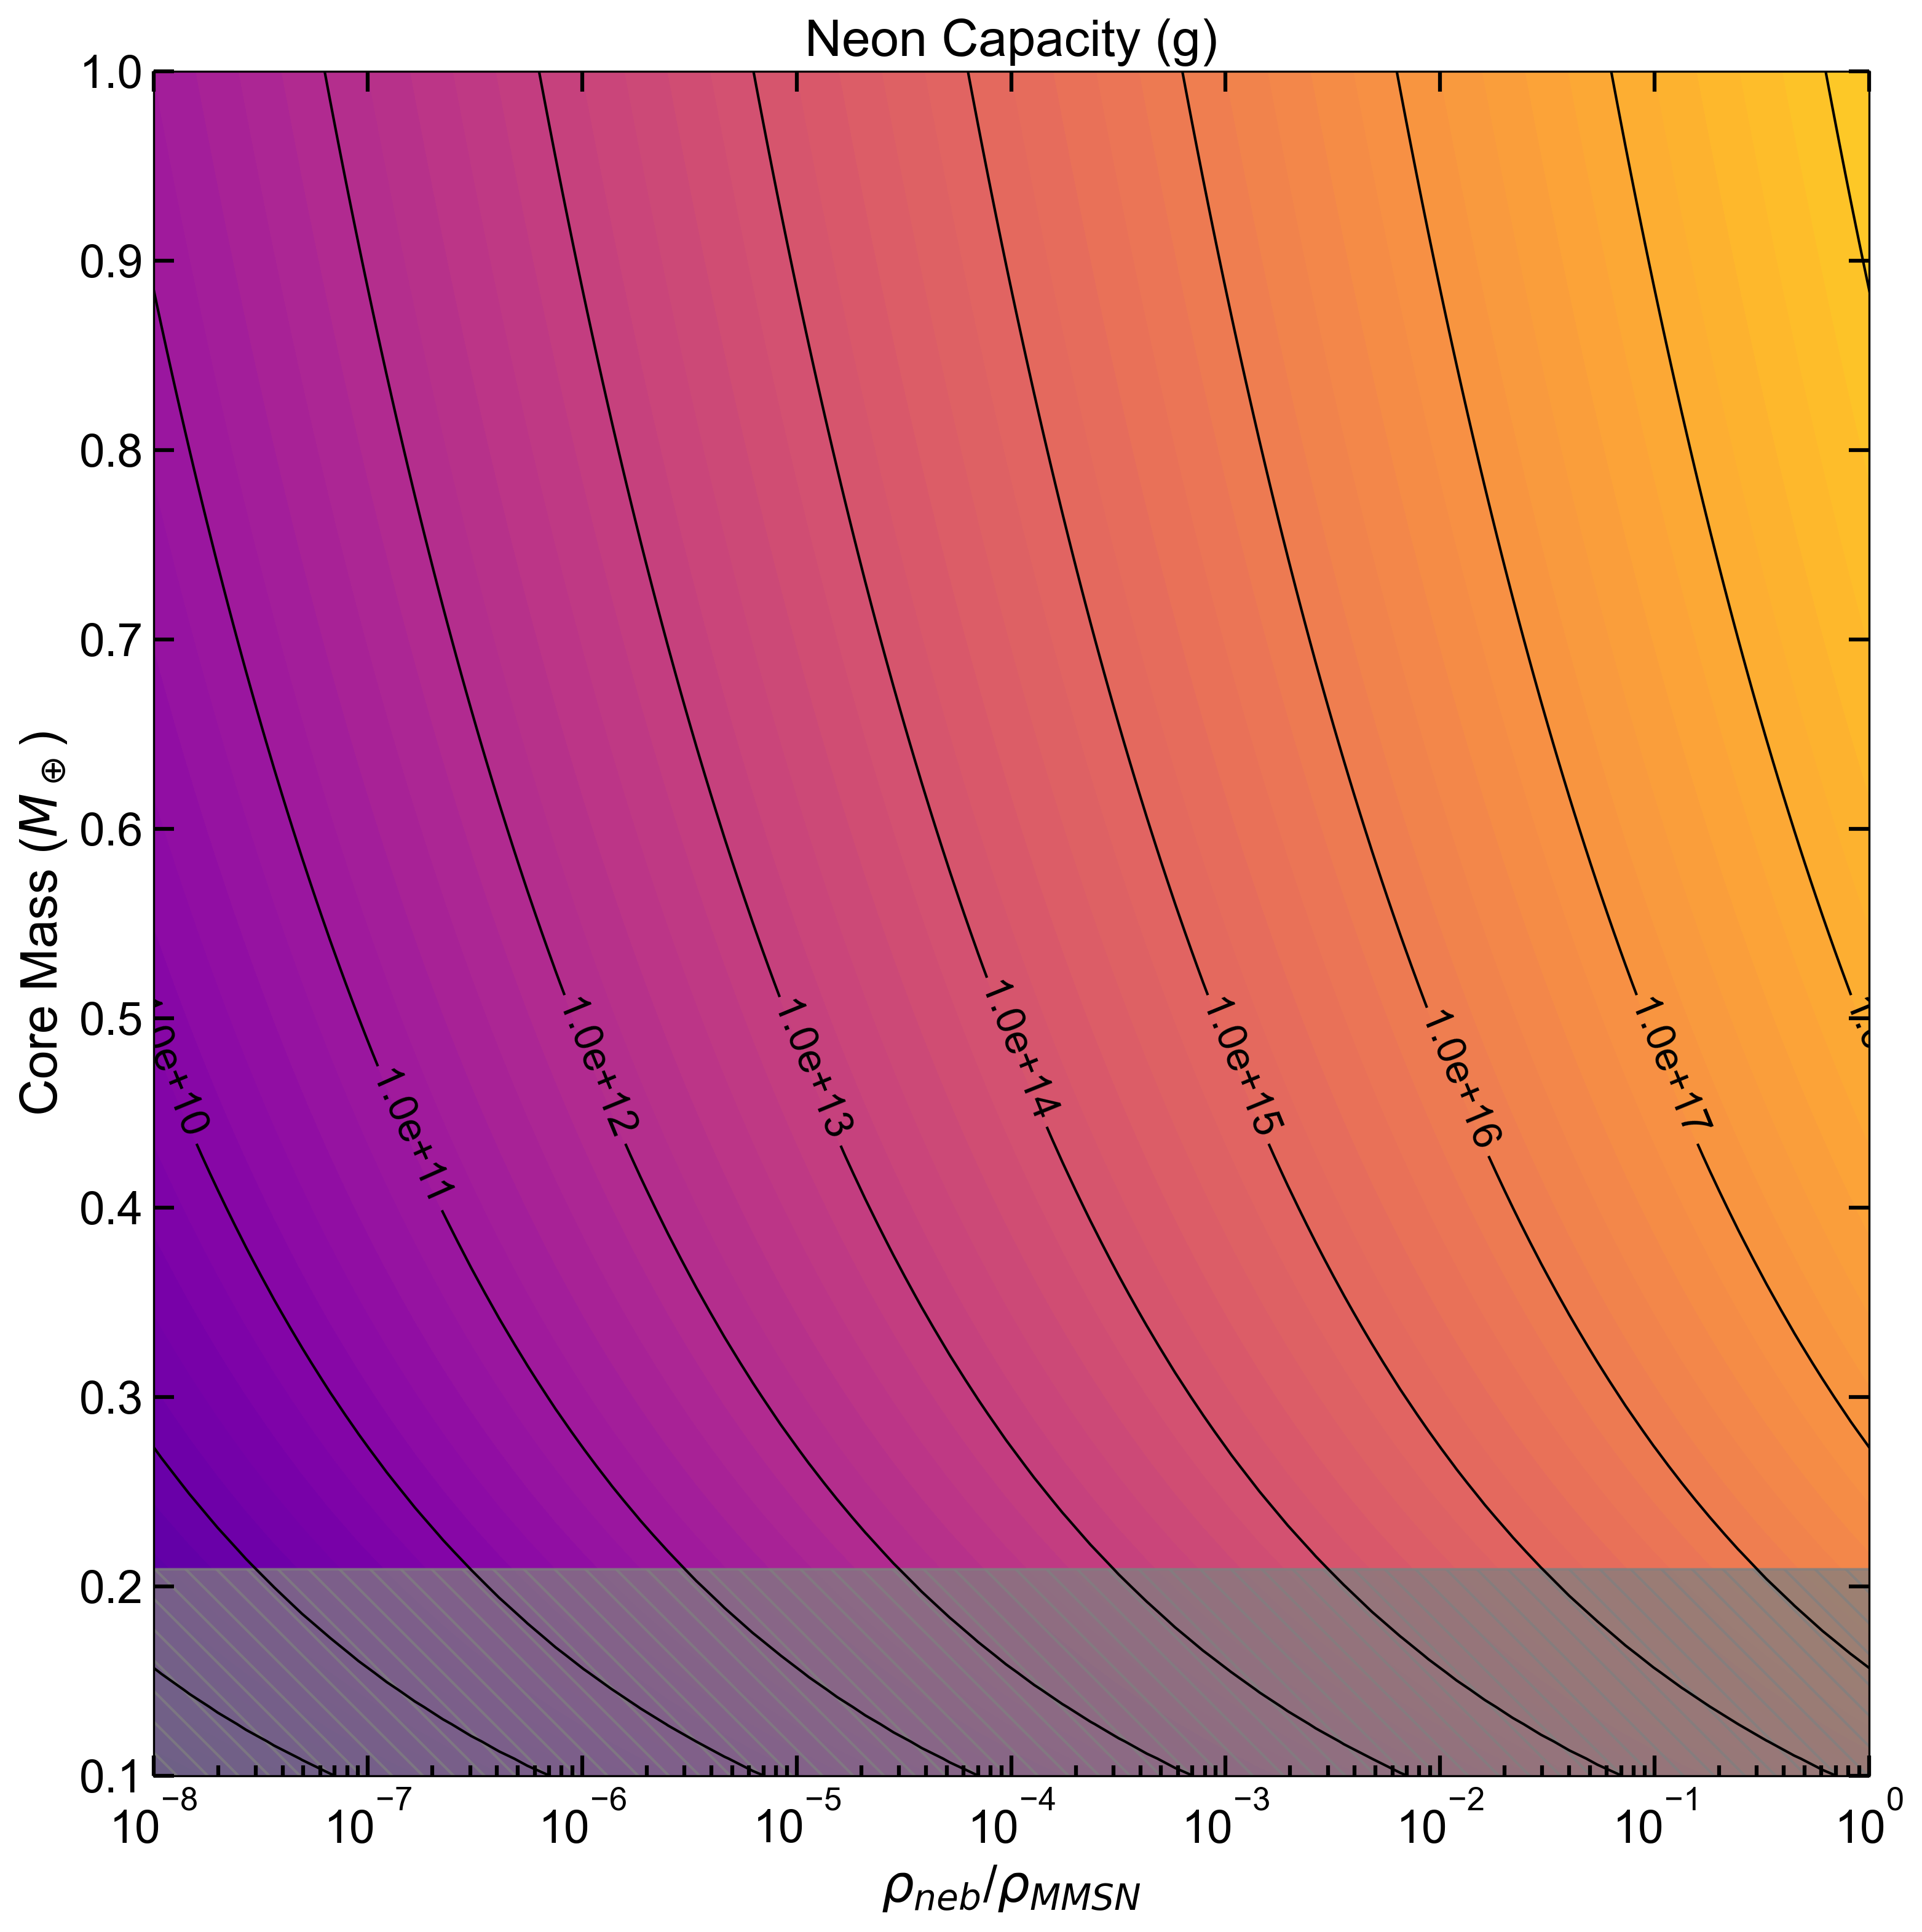 Neon Capacity (g)
1.0
0.9
0.8
0.7
0.6
0.5
0.4
0.3
0.2
0.1
Core Mass (M⊕)
1.0e+11
1.0e+12
1.0e+13
1.0e+14
1.0e+15
1.0e+16
1.0e+17
0e+10
10⁻⁸ 10⁻⁷ 10⁻⁶ 10⁻⁵ 10⁻⁴ 10⁻³ 10⁻² 10⁻¹ 10⁰
ρneb/ρMMSN